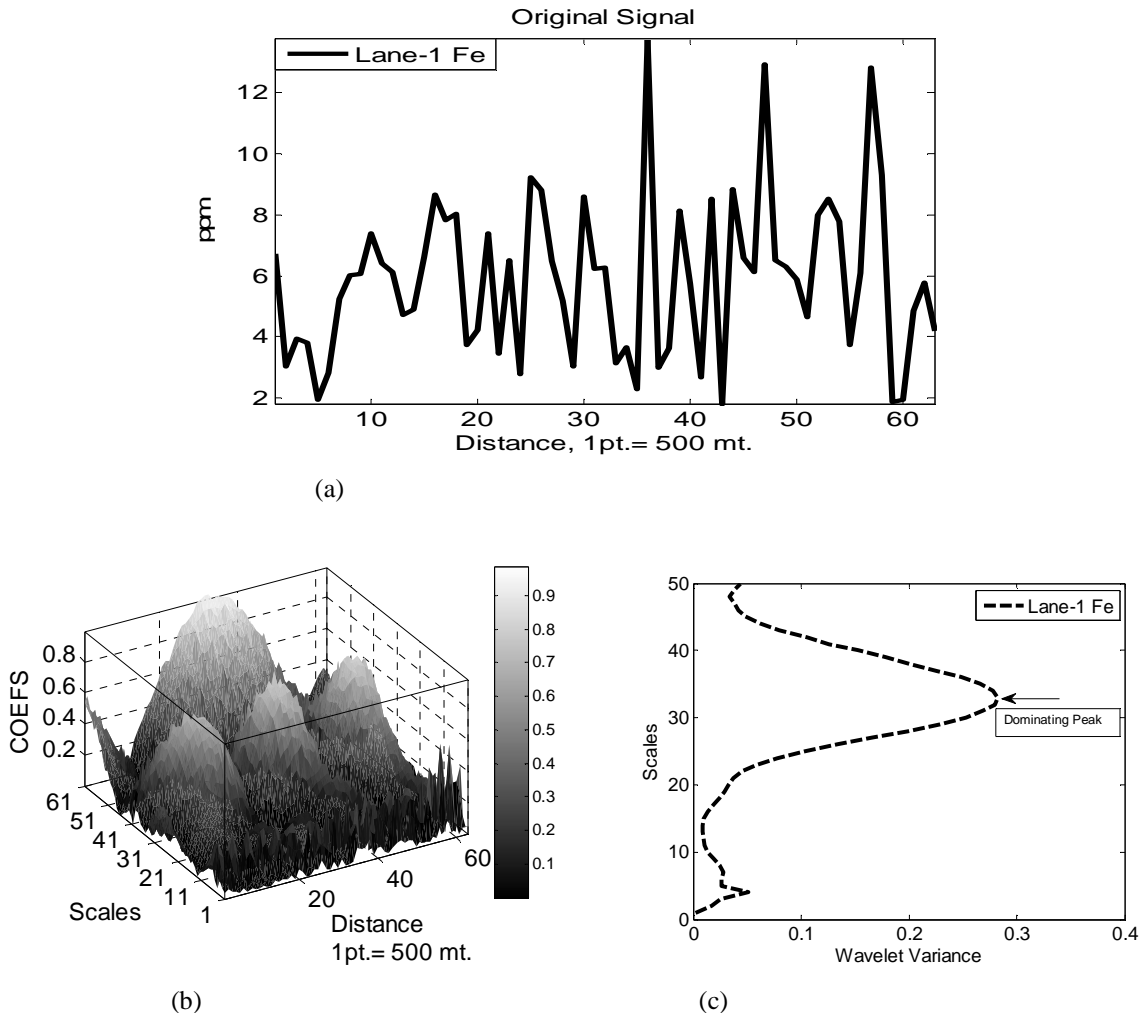 Original Signal
Lane-1 Fe
12
10
8
6
4
2
ppm
10 20 30 40 50 60
Distance, 1pt.= 500 mt.
(a)
COEFS
0.8
0.6
0.4
0.2
61
51
41
31
21
11
1
Scales
20
40
60
Distance
1pt.= 500 mt.
0.9
0.8
0.7
0.6
0.5
0.4
0.3
0.2
0.1
(b)
Lane-1 Fe
Dominating Peak
50
40
30
20
10
0
Scales
0 0.1 0.2 0.3 0.4
Wavelet Variance
(c)